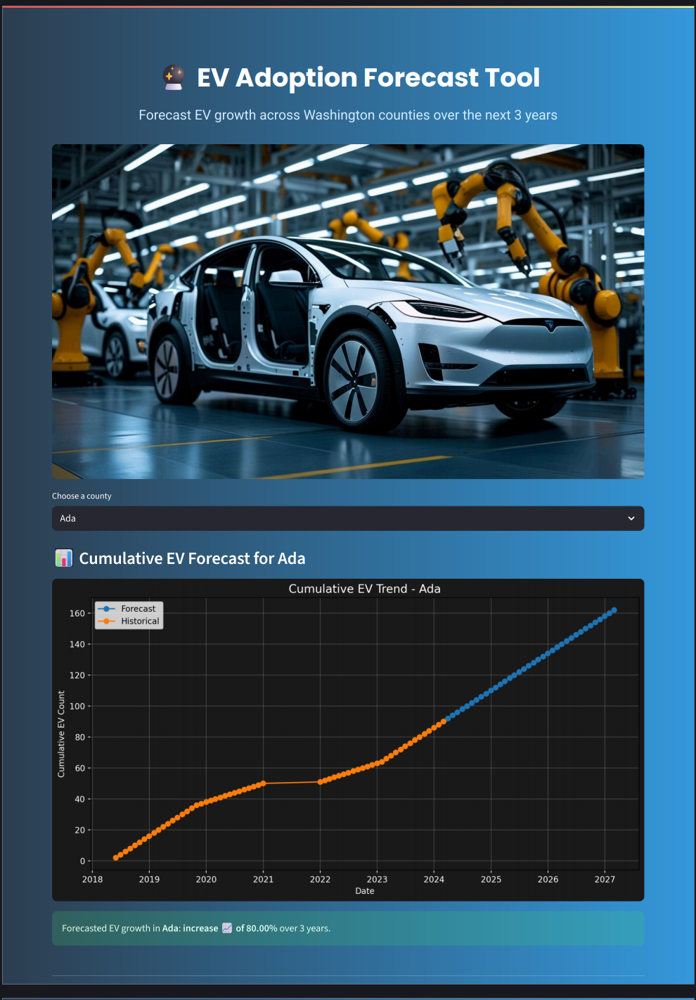 EV Adoption Forecast Tool
Forecast EV growth across Washington counties over the next 3 years
Choose a county
Ada
Cumulative EV Forecast for Ada
Cumulative EV Trend - Ada
Forecast
Historical
160
140
120
100
80
60
40
20
0
Cumulative EV Count
2018 2019 2020 2021 2022 2023 2024 2025 2026 2027
Date
Forecasted EV growth in Ada: increase 📈 of 80.00% over 3 years.